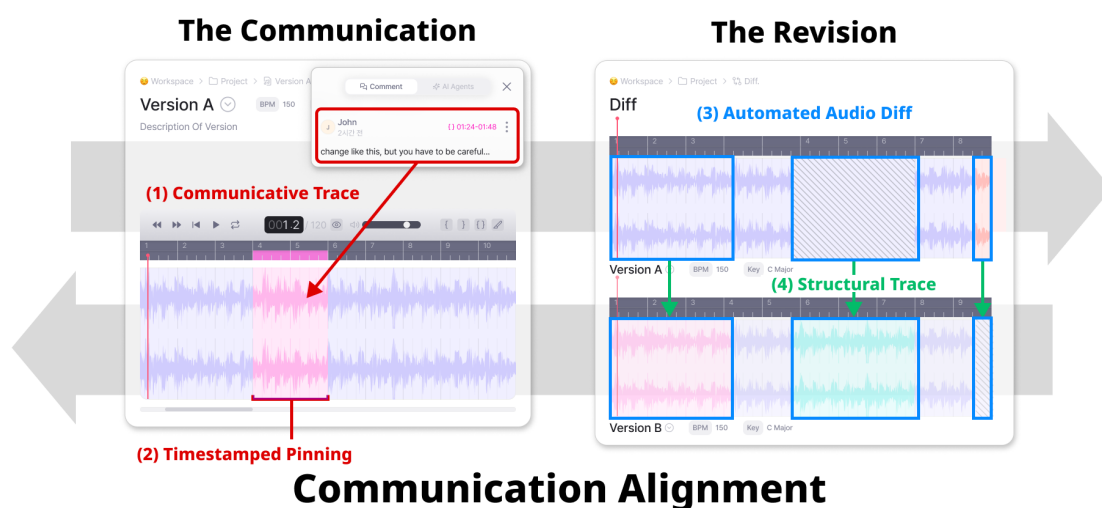 The Communication
The Revision
Workspace > Project > Version A
Comment
AI Agents
Version A
BPM 150
Description Of Version
John
2시간 전
01:24-01:48
change like this, but you have to be careful...
(1) Communicative Trace
001.2
120
1 2 3 4 5 6 7 8 9 10
(2) Timestamped Pinning
Workspace > Project > Diff.
Diff
(3) Automated Audio Diff
1 2 3 4 5 6 7 8
Version A
BPM 150
Key C Major
(4) Structural Trace
1 2 3 4 5 6 7 8 9
Version B
BPM 150
Key C Major
Communication Alignment